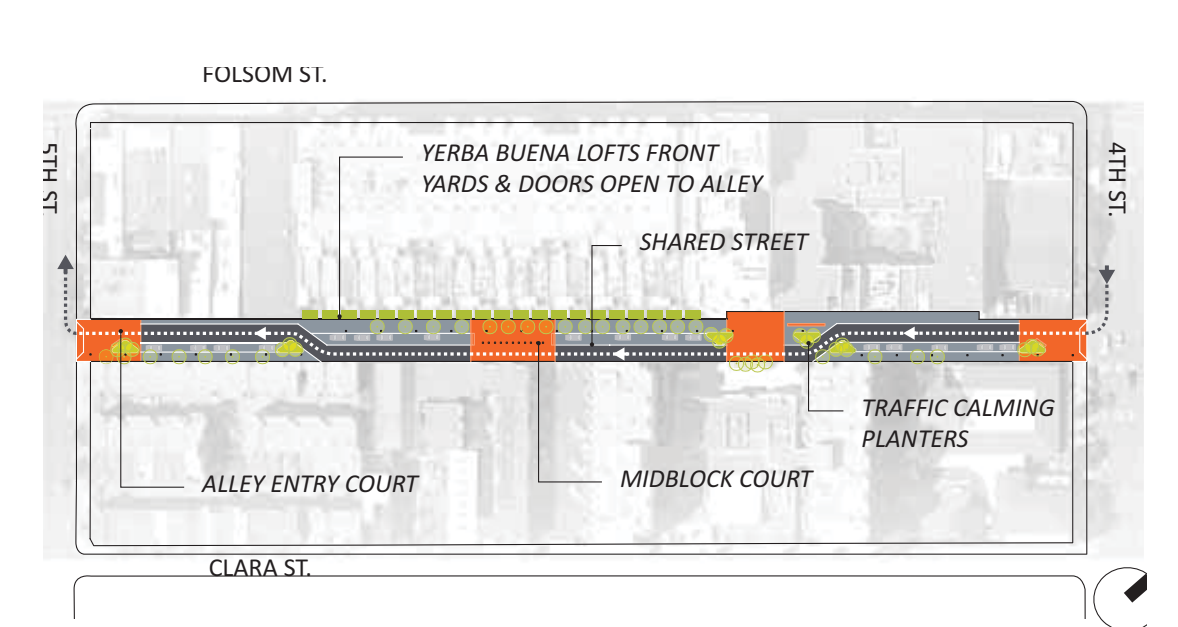 FOLSOM ST.
5TH ST.
4TH ST.
YERBA BUENA LOFTS FRONT
YARDS & DOORS OPEN TO ALLEY
SHARED STREET
TRAFFIC CALMING
PLANTERS
ALLEY ENTRY COURT
MIDBLOCK COURT
CLARA ST.